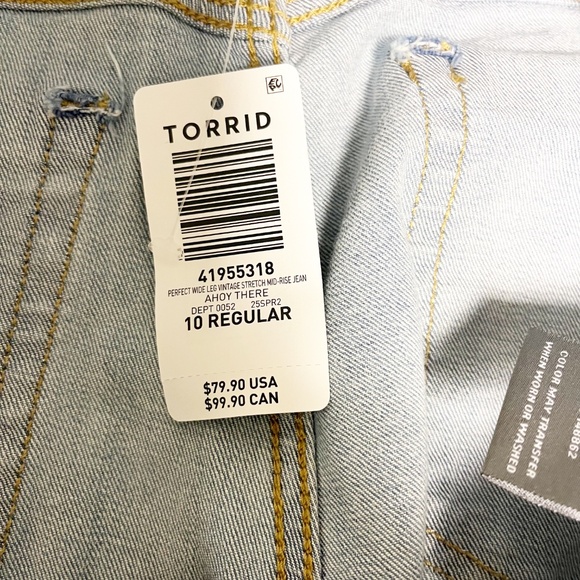 TORRID
41955318
PERFECT WIDE LEG VINTAGE STRETCH MID-RISE JEAN
AHOY THERE
DEPT 0052 25SPR2
10 REGULAR
$79.90 USA
$99.90 CAN
8862
COLOR MAY TRANSFER
WHEN WORN OR WASHED